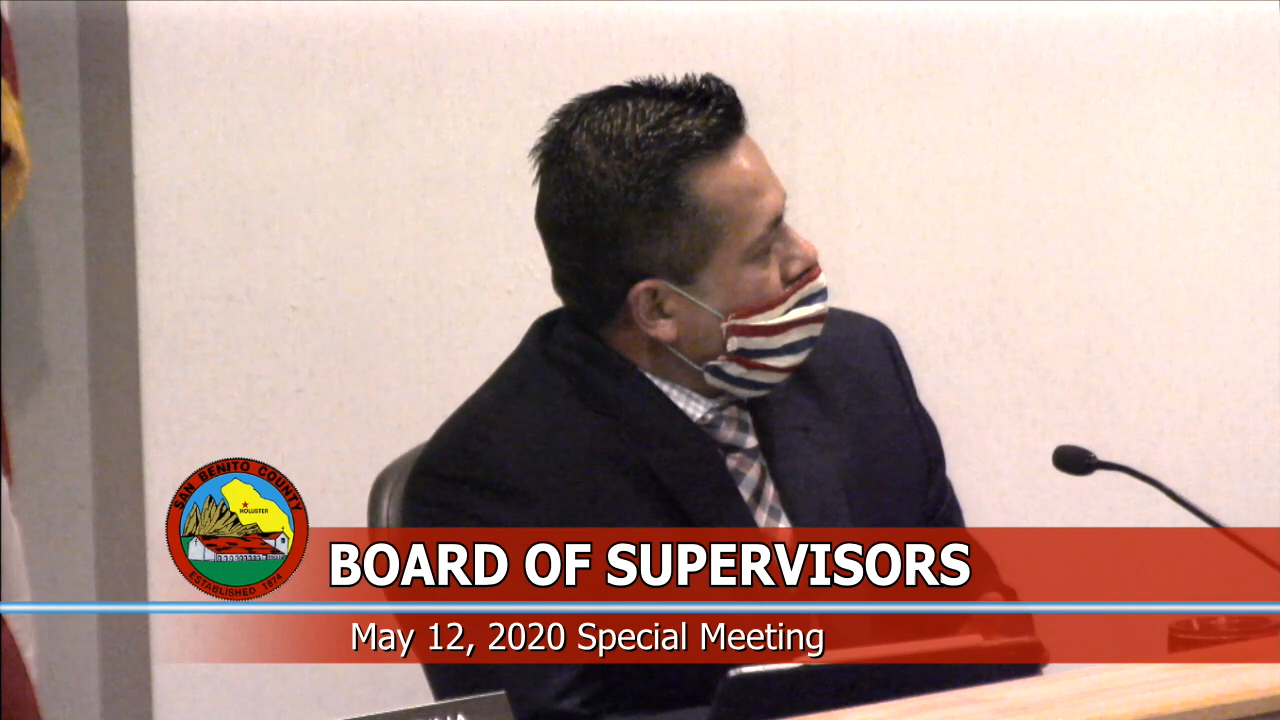 SAN BENITO COUNTY
HOLLISTER
ESTABLISHED 1874
BOARD OF SUPERVISORS
May 12, 2020 Special Meeting